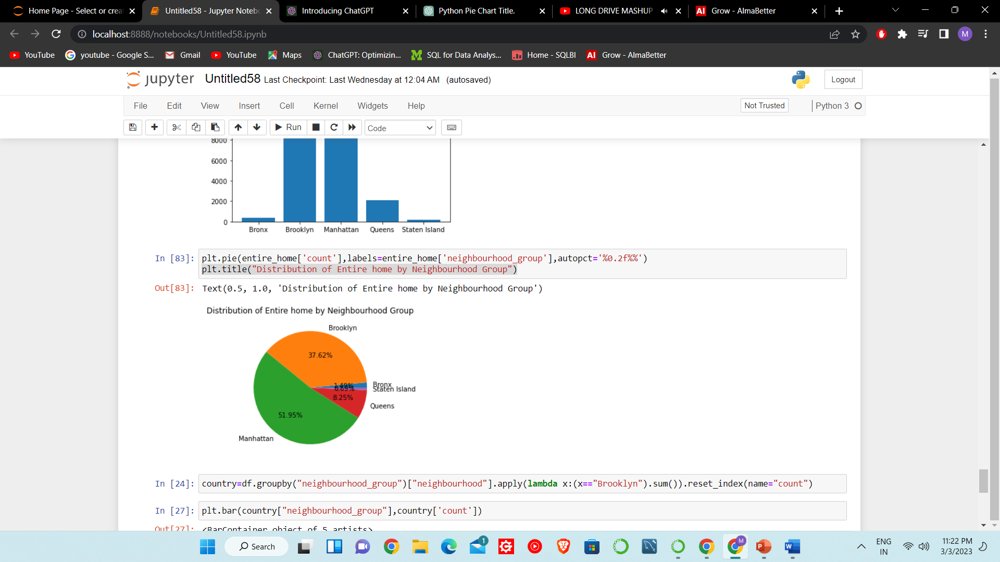 Home Page - Select or crea
Untitled58 - Jupyter Notebo
Introducing ChatGPT
Python Pie Chart Title.
LONG DRIVE MASHUP
AI Grow - AlmaBetter
localhost:8888/notebooks/Untitled58.ipynb
M
YouTube
youtube - Google S...
Gmail
YouTube
Maps
ChatGPT: Optimizin...
SQL for Data Analys...
Home - SQLBI
AI Grow - AlmaBetter
jupyter Untitled58 Last Checkpoint: Last Wednesday at 12:04 AM (autosaved)
Logout
File Edit View Insert Cell Kernel Widgets Help
Not Trusted
Python 3
Run
Code
8000
6000
4000
2000
0
Bronx Brooklyn Manhattan Queens Staten Island
In [83]: plt.pie(entire_home['count'],labels=entire_home['neighbourhood_group'],autopct='%0.2f%%')
plt.title("Distribution of Entire home by Neighbourhood Group")
Out[83]: Text(0.5, 1.0, 'Distribution of Entire home by Neighbourhood Group')
Distribution of Entire home by Neighbourhood Group
Brooklyn
37.62%
1.49%
Bronx
0.69%
Staten Island
8.25%
Queens
51.95%
Manhattan
In [24]: country=df.groupby("neighbourhood_group")["neighbourhood"].apply(lambda x:(x=="Brooklyn").sum()).reset_index(name="count")
In [27]: plt.bar(country["neighbourhood_group"],country['count'])
Out[27]: <BarContainer object of 5 artists>
Search
1
M
ENG
IN
11:22 PM
3/3/2023